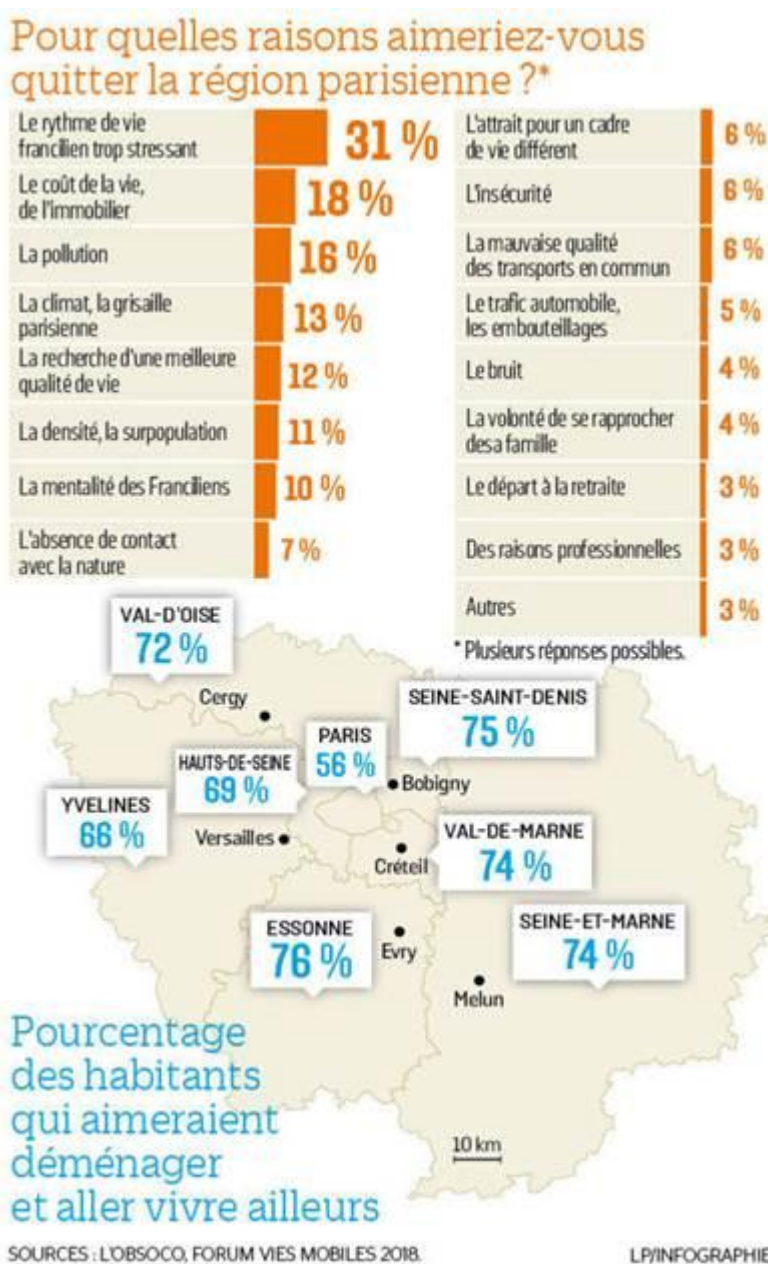 Pour quelles raisons aimeriez-vous
quitter la région parisienne ?*
Le rythme de vie
francilien trop stressant
31 %
Le coût de la vie,
de l'immobilier
18 %
La pollution
16 %
La climat, la grisaille
parisienne
13 %
La recherche d'une meilleure
qualité de vie
12 %
La densité, la surpopulation
11 %
La mentalité des Franciliens
10 %
L'absence de contact
avec la nature
7 %
L'attrait pour un cadre
de vie différent
6 %
L'insécurité
6 %
La mauvaise qualité
des transports en commun
6 %
Le trafic automobile,
les embouteillages
5 %
Le bruit
4 %
La volonté de se rapprocher
desa famille
4 %
Le départ à la retraite
3 %
Des raisons professionnelles
3 %
Autres
3 %
* Plusieurs réponses possibles.
VAL-D'OISE
72 %
Cergy
SEINE-SAINT-DENIS
75 %
PARIS
56 %
HAUTS-DE-SEINE
69 %
Bobigny
YVELINES
66 %
Versailles
VAL-DE-MARNE
74 %
Créteil
ESSONNE
76 %
Evry
SEINE-ET-MARNE
74 %
Melun
Pourcentage
des habitants
qui aimeraient
déménager
et aller vivre ailleurs
10 km
SOURCES : L'OBSOCO, FORUM VIES MOBILES 2018.
LP/INFOGRAPHIE